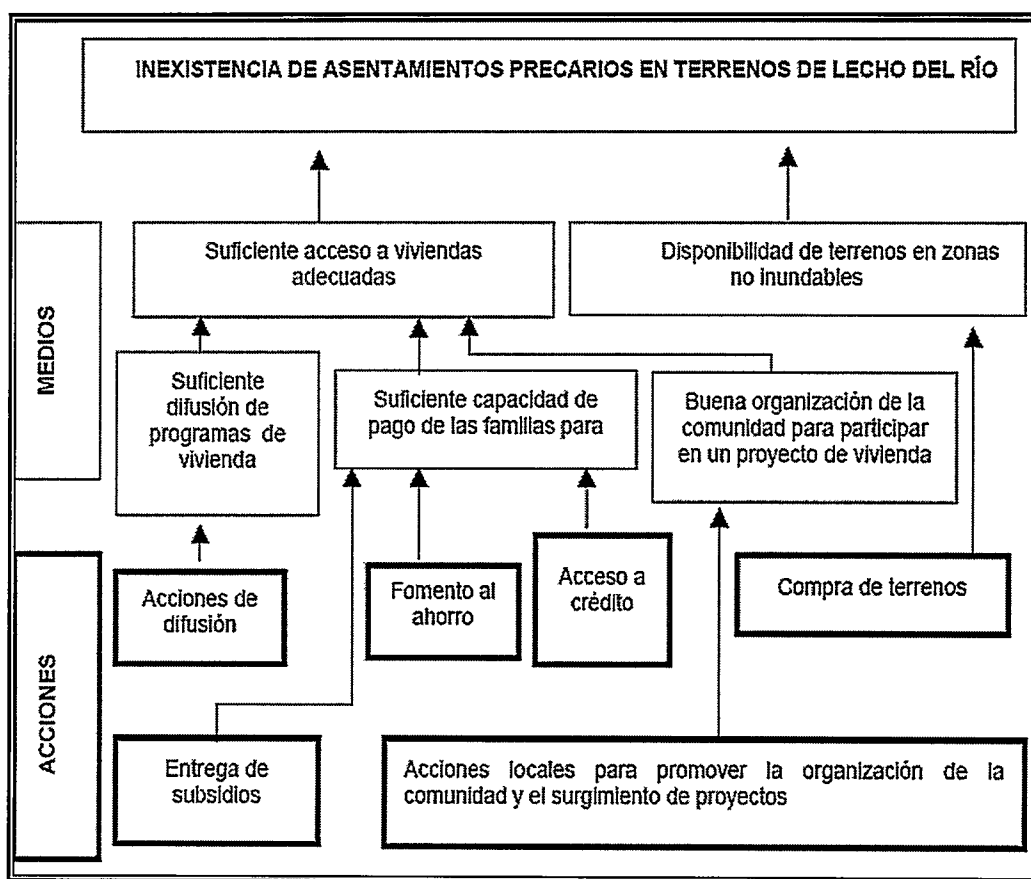 INEXISTENCIA DE ASENTAMIENTOS PRECARIOS EN TERRENOS DE LECHO DEL RÍO
MEDIOS
Suficiente acceso a viviendas
adecuadas
Disponibilidad de terrenos en zonas
no inundables
Suficiente
difusión de
programas de
vivienda
Suficiente capacidad de
pago de las familias para
Buena organización de la
comunidad para participar
en un proyecto de vivienda
ACCIONES
Acciones de
difusión
Fomento al
ahorro
Acceso a
crédito
Compra de terrenos
Entrega de
subsidios
Acciones locales para promover la organización de la
comunidad y el surgimiento de proyectos